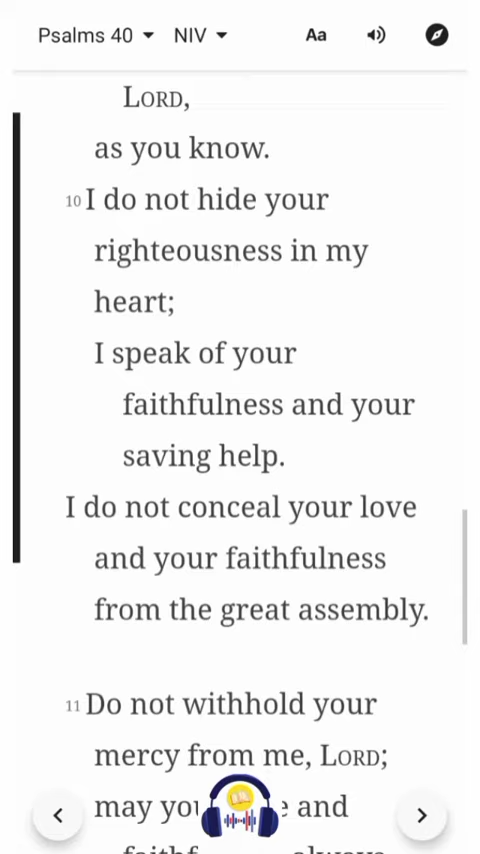 Psalms 40 NIV Aa
LORD,
as you know.
10 I do not hide your
righteousness in my
heart;
I speak of your
faithfulness and your
saving help.
I do not conceal your love
and your faithfulness
from the great assembly.
11 Do not withhold your
mercy from me, LORD;
may and